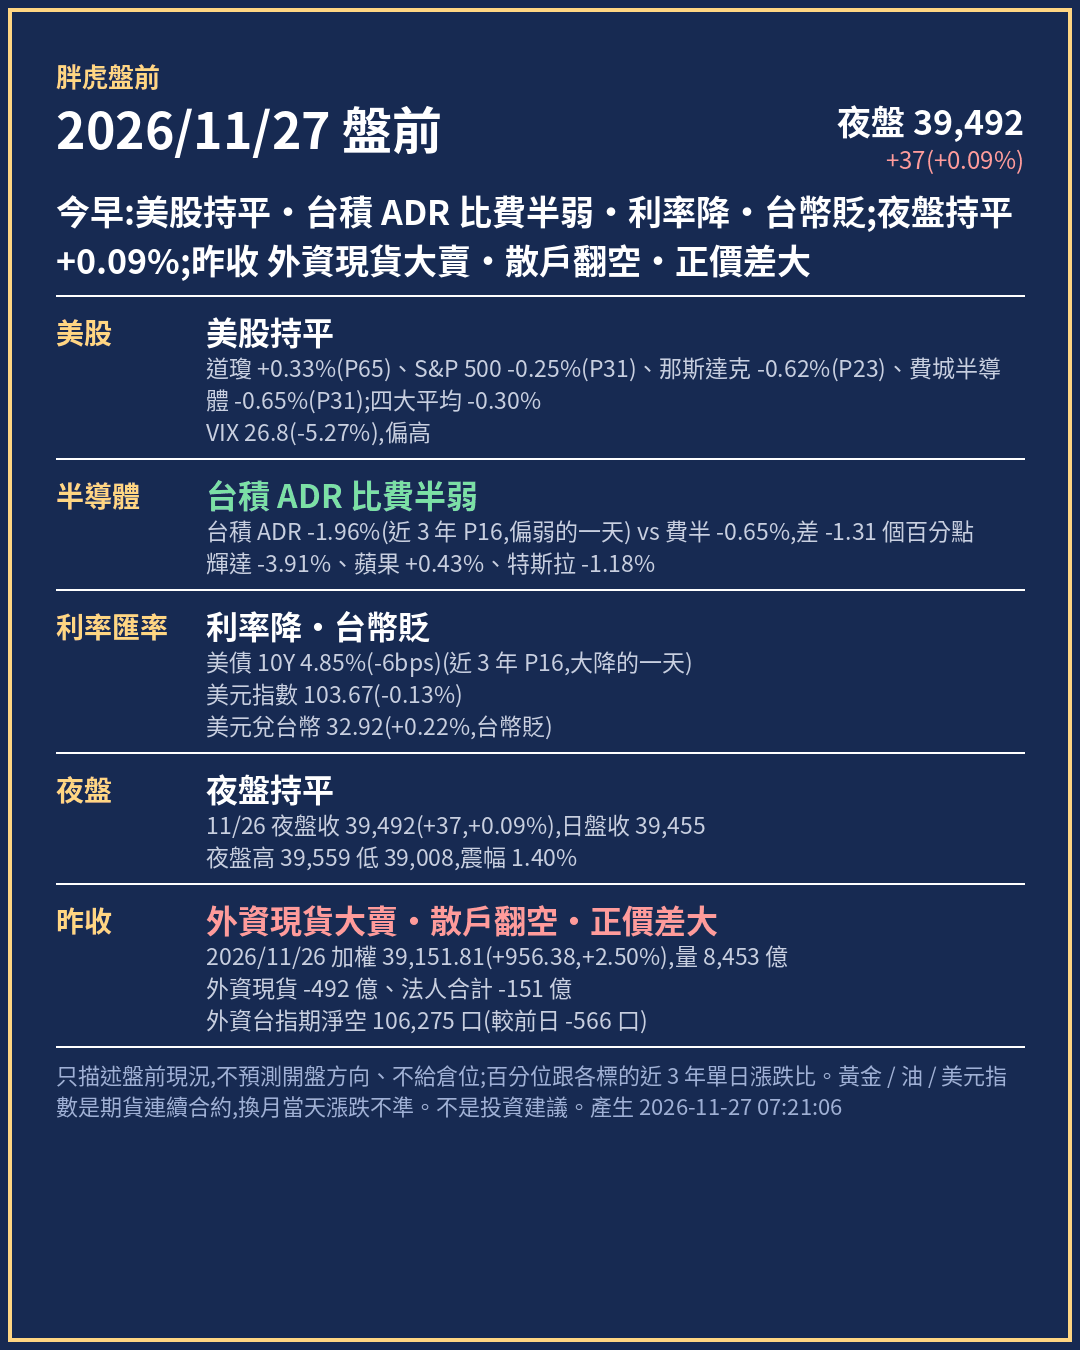 胖虎盤前
2026/11/27 盤前
夜盤 39,492
+37(+0.09%)
今早:美股持平・台積 ADR 比費半弱・利率降・台幣貶;夜盤持平
+0.09%;昨收 外資現貨大賣・散戶翻空・正價差大
美股
美股持平
道瓊 +0.33%(P65)、S&P 500 -0.25%(P31)、那斯達克 -0.62%(P23)、費城半導
體 -0.65%(P31);四大平均 -0.30%
VIX 26.8(-5.27%),偏高
半導體
台積 ADR 比費半弱
台積 ADR -1.96%(近 3 年 P16,偏弱的一天) vs 費半 -0.65%,差 -1.31 個百分點
輝達 -3.91%、蘋果 +0.43%、特斯拉 -1.18%
利率匯率
利率降・台幣貶
美債 10Y 4.85%(-6bps)(近 3 年 P16,大降的一天)
美元指數 103.67(-0.13%)
美元兌台幣 32.92(+0.22%,台幣貶)
夜盤
夜盤持平
11/26 夜盤收 39,492(+37,+0.09%),日盤收 39,455
夜盤高 39,559 低 39,008,震幅 1.40%
昨收
外資現貨大賣・散戶翻空・正價差大
2026/11/26 加權 39,151.81(+956.38,+2.50%),量 8,453 億
外資現貨 -492 億、法人合計 -151 億
外資台指期淨空 106,275 口(較前日 -566 口)
只描述盤前現況,不預測開盤方向、不給倉位;百分位跟各標的近 3 年單日漲跌比。黃金 / 油 / 美元指
數是期貨連續合約,換月當天漲跌不準。不是投資建議。產生 2026-11-27 07:21:06